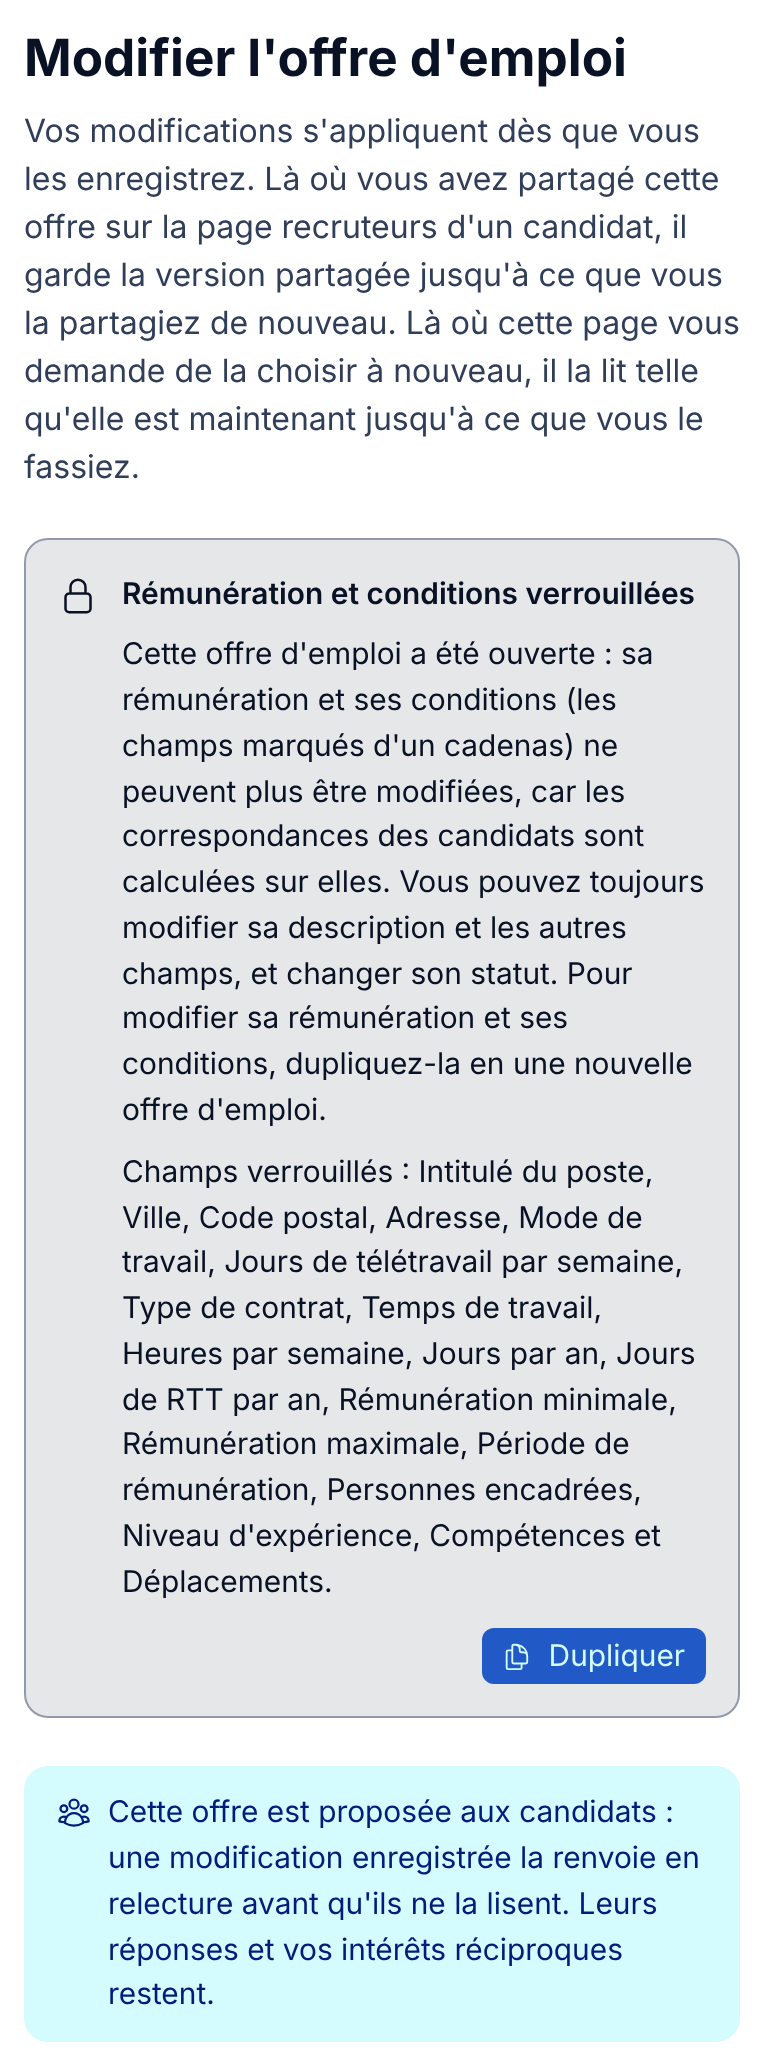 Modifier l'offre d'emploi
Vos modifications s'appliquent dès que vous
les enregistrez. Là où vous avez partagé cette
offre sur la page recruteurs d'un candidat, il
garde la version partagée jusqu'à ce que vous
la partagiez de nouveau. Là où cette page vous
demande de la choisir à nouveau, il la lit telle
qu'elle est maintenant jusqu'à ce que vous le
fassiez.
Rémunération et conditions verrouillées
Cette offre d'emploi a été ouverte : sa
rémunération et ses conditions (les
champs marqués d'un cadenas) ne
peuvent plus être modifiées, car les
correspondances des candidats sont
calculées sur elles. Vous pouvez toujours
modifier sa description et les autres
champs, et changer son statut. Pour
modifier sa rémunération et ses
conditions, dupliquez-la en une nouvelle
offre d'emploi.
Champs verrouillés : Intitulé du poste,
Ville, Code postal, Adresse, Mode de
travail, Jours de télétravail par semaine,
Type de contrat, Temps de travail,
Heures par semaine, Jours par an, Jours
de RTT par an, Rémunération minimale,
Rémunération maximale, Période de
rémunération, Personnes encadrées,
Niveau d'expérience, Compétences et
Déplacements.
Dupliquer
Cette offre est proposée aux candidats :
une modification enregistrée la renvoie en
relecture avant qu'ils ne la lisent. Leurs
réponses et vos intérêts réciproques
restent.